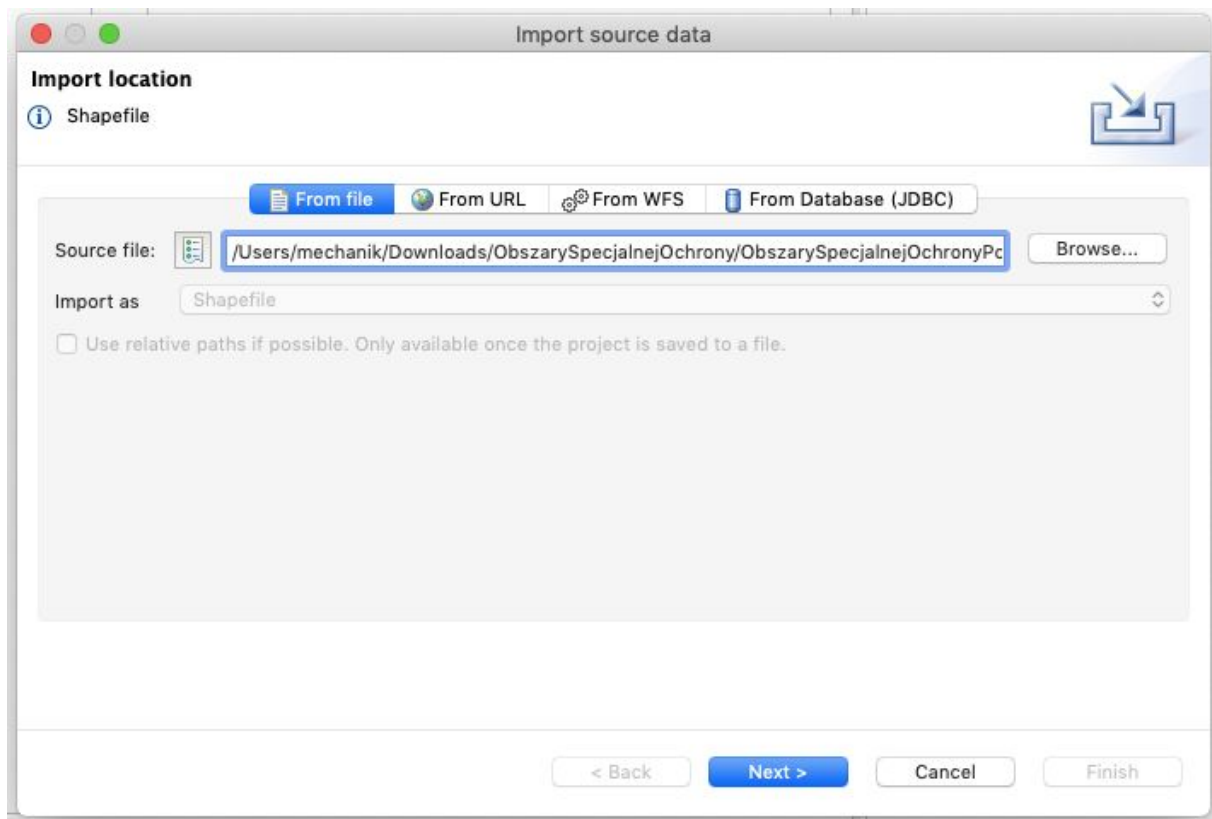 Import source data
Import location
Shapefile
From file From URL From WFS From Database (JDBC)
Source file: /Users/mechanik/Downloads/ObszarySpecjalnejOchrony/ObszarySpecjalnejOchronyPo Browse...
Import as Shapefile
Use relative paths if possible. Only available once the project is saved to a file.
< Back Next > Cancel Finish